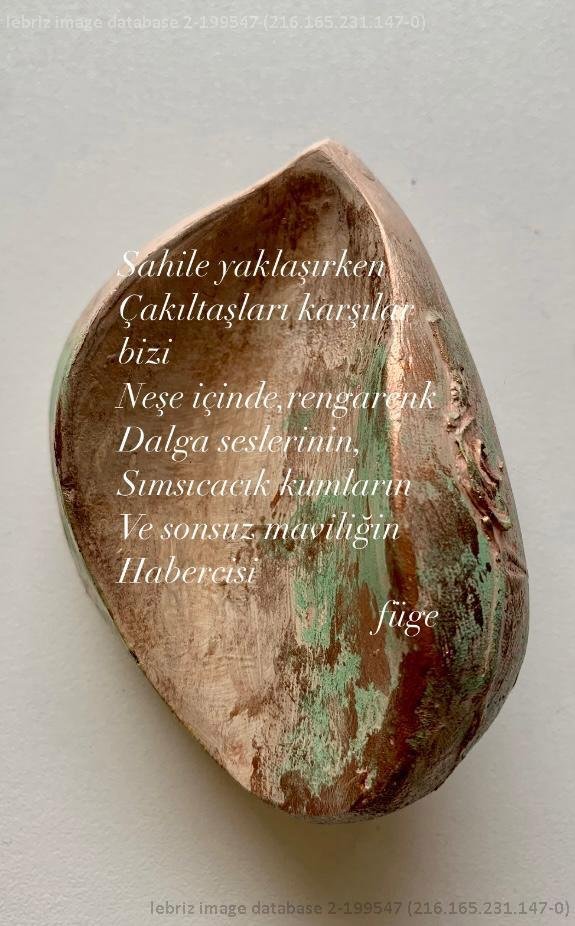 lebriz image database 2-199547 (216.165.231.147-0)
Sahile yaklaşırken
Çakıltaşları karşılar
bizi
Neşe içinde,rengarenk
Dalga seslerinin,
Sımsıcacık kumların
Ve sonsuz maviliğin
Habercisi
füge
lebriz image database 2-199547 (216.165.231.147-0)